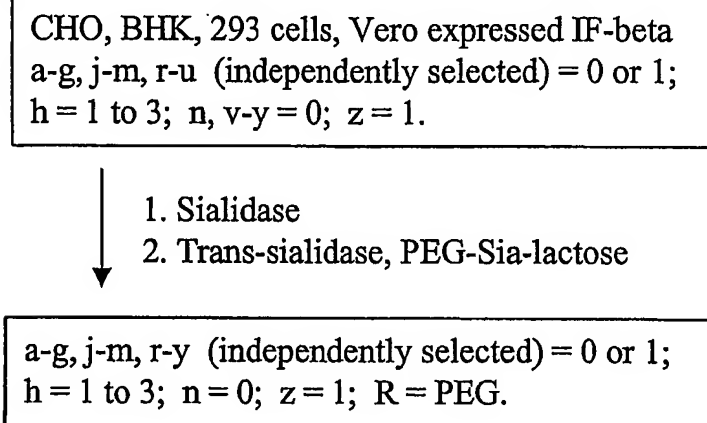 CHO, BHK, 293 cells, Vero expressed IF-beta
a-g, j-m, r-u (independently selected) = 0 or 1;
h = 1 to 3; n, v-y = 0; z = 1.
1. Sialidase
2. Trans-sialidase, PEG-Sia-lactose
a-g, j-m, r-y (independently selected) = 0 or 1;
h = 1 to 3; n = 0; z = 1; R = PEG.